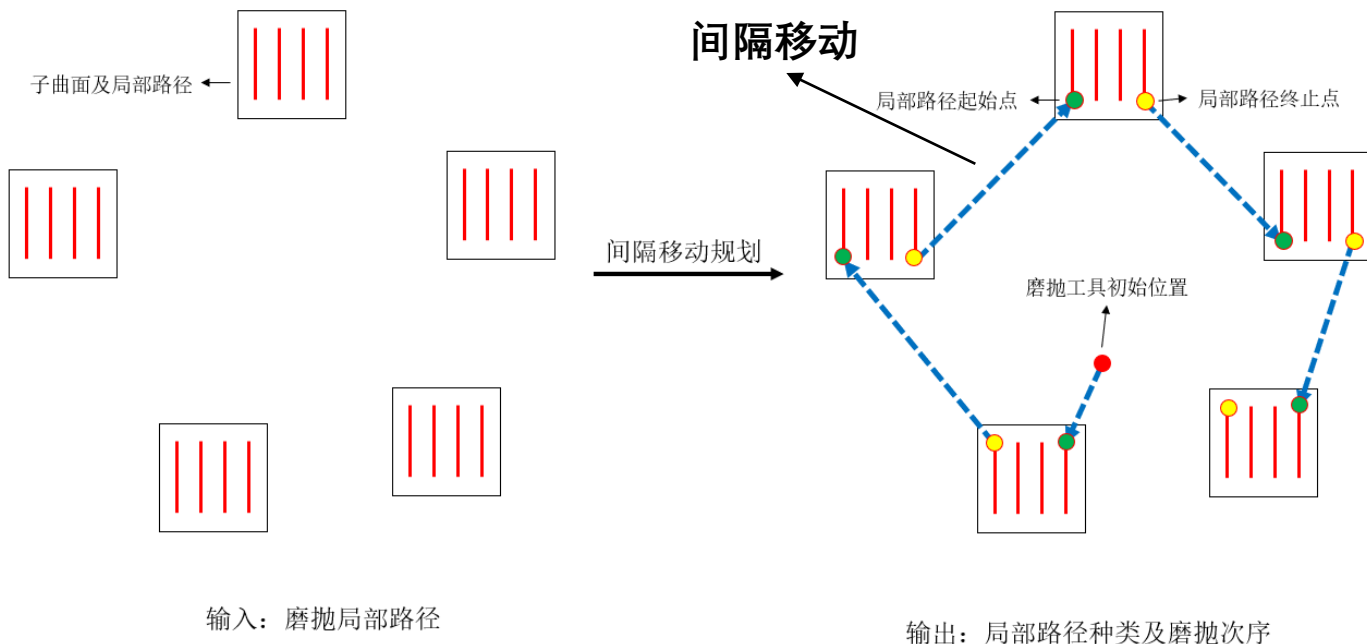 间隔移动
子曲面及局部路径
局部路径起始点
局部路径终止点
间隔移动规划
磨抛工具初始位置
输入：磨抛局部路径
输出：局部路径种类及磨抛次序